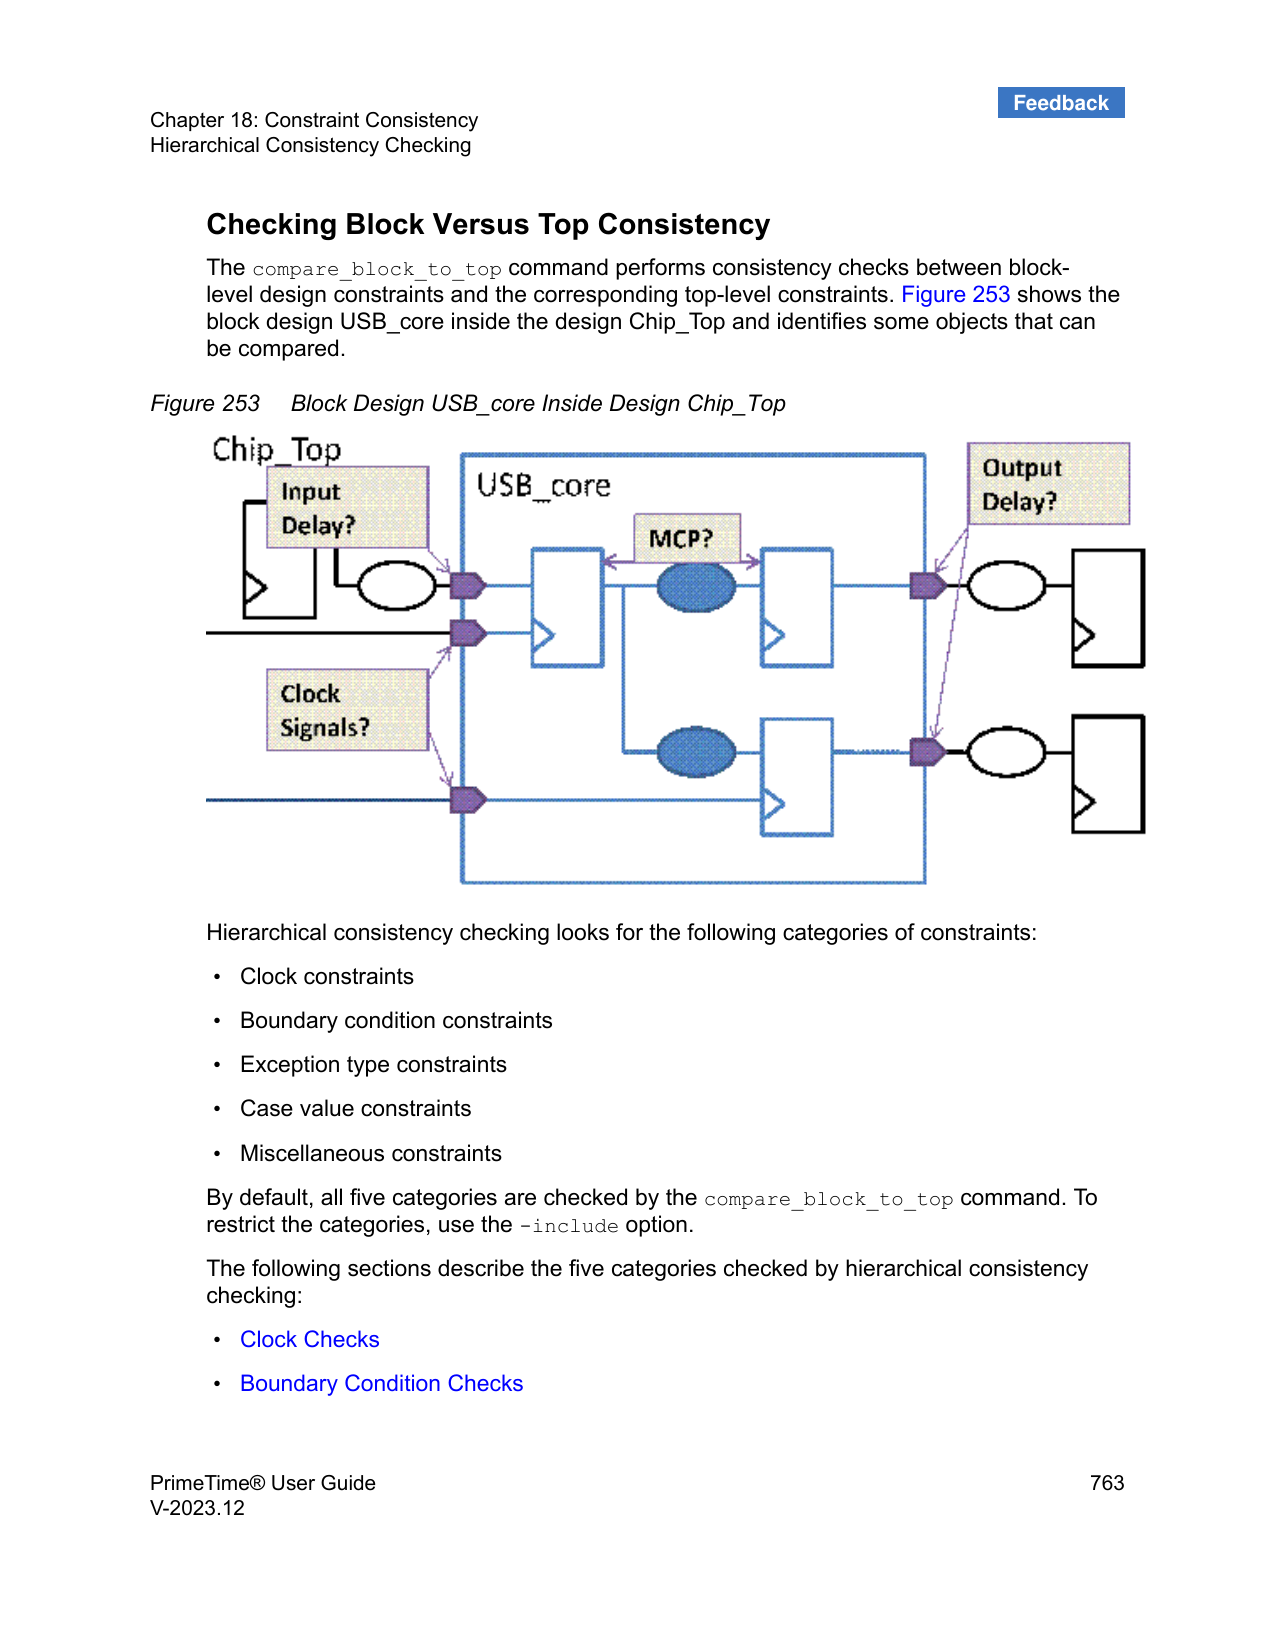 Feedback
Chapter 18: Constraint Consistency
Hierarchical Consistency Checking
Checking Block Versus Top Consistency
The compare_block_to_top command performs consistency checks between block-
level design constraints and the corresponding top-level constraints. Figure 253 shows the
block design USB_core inside the design Chip_Top and identifies some objects that can
be compared.
Figure 253 Block Design USB_core Inside Design Chip_Top
Chip_Top
Input
Delay?
USB_core
MCP?
Output
Delay?
Clock
Signals?
Hierarchical consistency checking looks for the following categories of constraints:
• Clock constraints
• Boundary condition constraints
• Exception type constraints
• Case value constraints
• Miscellaneous constraints
By default, all five categories are checked by the compare_block_to_top command. To
restrict the categories, use the -include option.
The following sections describe the five categories checked by hierarchical consistency
checking:
• Clock Checks
• Boundary Condition Checks
PrimeTime® User Guide 763
V-2023.12